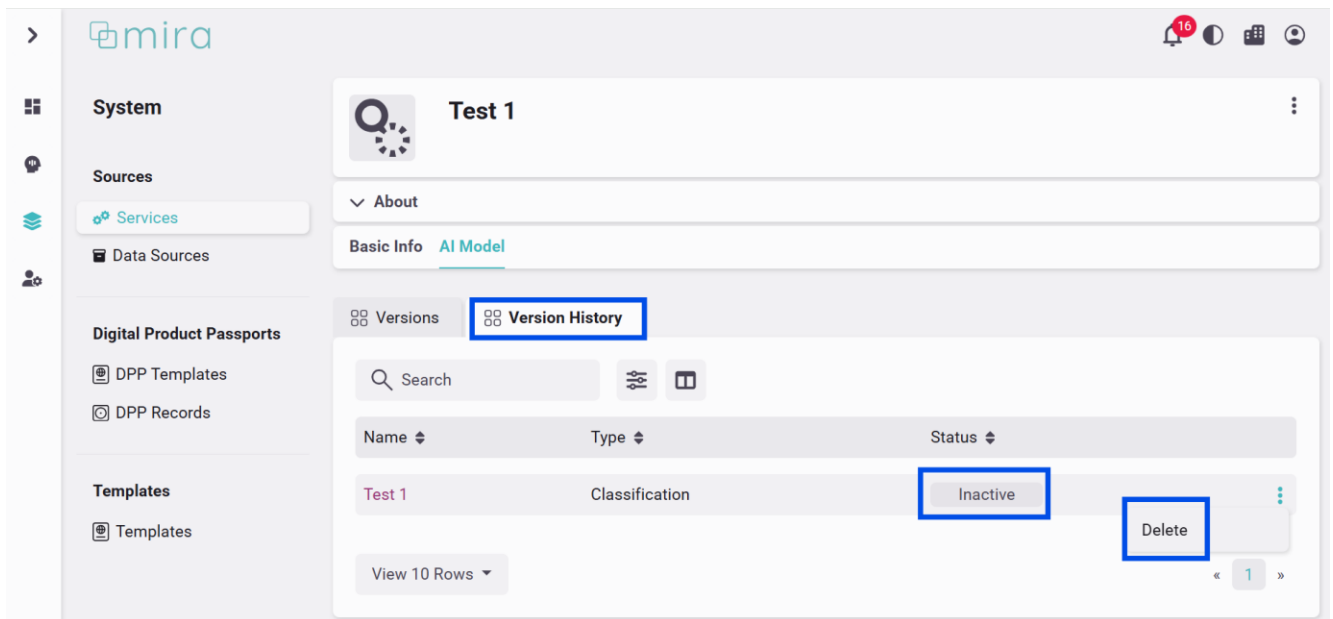 mira
16
System
Sources
Services
Data Sources
Digital Product Passports
DPP Templates
DPP Records
Templates
Templates
Test 1
About
Basic Info AI Model
Versions Version History
Search
Name Type Status
Test 1 Classification Inactive
Delete
View 10 Rows « 1 »